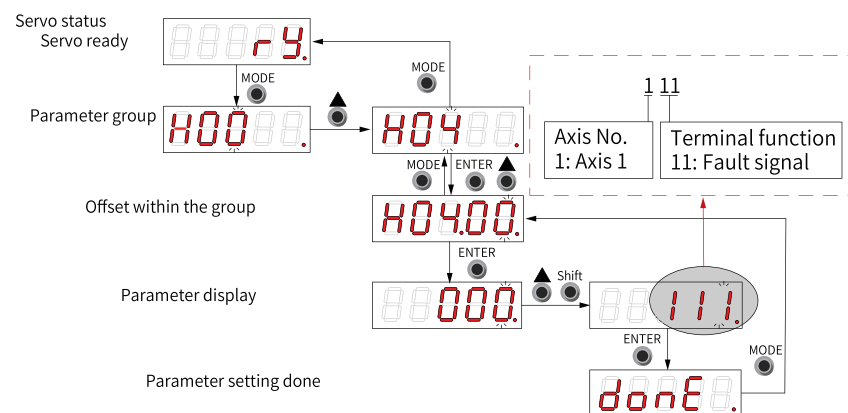 Servo status
Servo ready
rY.
MODE
MODE
Parameter group
H00 .
H04 .
1 11
Axis No.
1: Axis 1
Terminal function
11: Fault signal
MODE
ENTER
Offset within the group
H04.00.
ENTER
Shift
Parameter display
000.
111.
ENTER
MODE
Parameter setting done
donE .